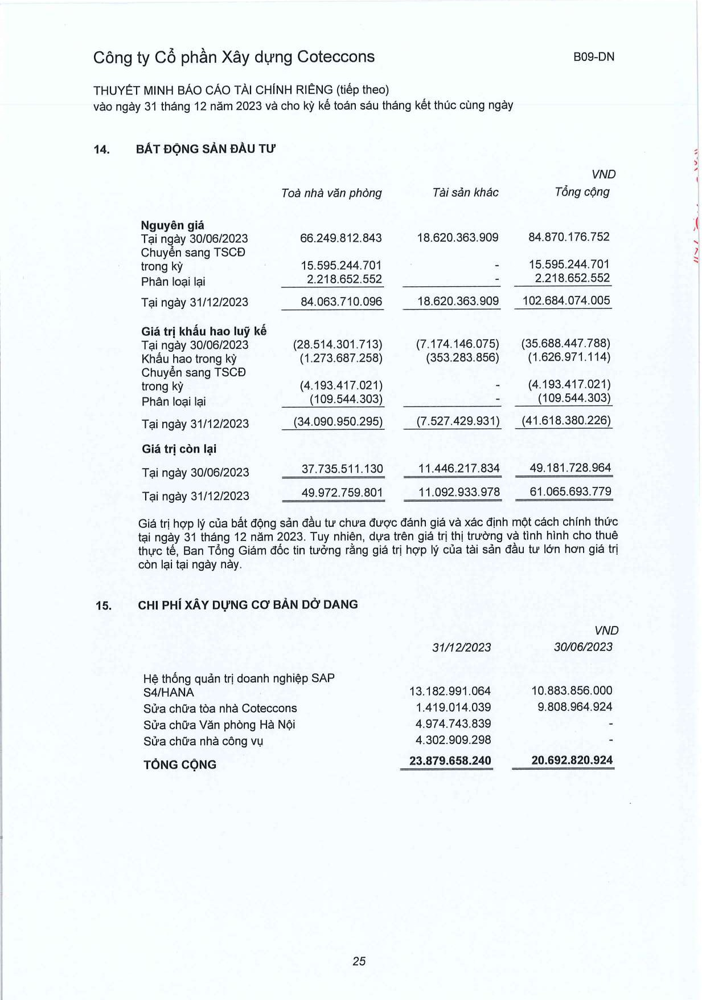 Công ty Cổ phần Xây dựng Coteccons B09-DN
THUYẾT MINH BÁO CÁO TÀI CHÍNH RIÊNG (tiếp theo)
vào ngày 31 tháng 12 năm 2023 và cho kỳ kế toán sáu tháng kết thúc cùng ngày
14. BẤT ĐỘNG SẢN ĐẦU TƯ
VND
Toà nhà văn phòng Tài sản khác Tổng cộng
Nguyên giá
Tại ngày 30/06/2023 66.249.812.843 18.620.363.909 84.870.176.752
Chuyển sang TSCĐ
trong kỳ 15.595.244.701 - 15.595.244.701
Phân loại lại 2.218.652.552 - 2.218.652.552
Tại ngày 31/12/2023 84.063.710.096 18.620.363.909 102.684.074.005
Giá trị khấu hao luỹ kế
Tại ngày 30/06/2023 (28.514.301.713) (7.174.146.075) (35.688.447.788)
Khấu hao trong kỳ (1.273.687.258) (353.283.856) (1.626.971.114)
Chuyển sang TSCĐ
trong kỳ (4.193.417.021) - (4.193.417.021)
Phân loại lại (109.544.303) - (109.544.303)
Tại ngày 31/12/2023 (34.090.950.295) (7.527.429.931) (41.618.380.226)
Giá trị còn lại
Tại ngày 30/06/2023 37.735.511.130 11.446.217.834 49.181.728.964
Tại ngày 31/12/2023 49.972.759.801 11.092.933.978 61.065.693.779
Giá trị hợp lý của bất động sản đầu tư chưa được đánh giá và xác định một cách chính thức
tại ngày 31 tháng 12 năm 2023. Tuy nhiên, dựa trên giá trị thị trường và tình hình cho thuê
thực tế, Ban Tổng Giám đốc tin tưởng rằng giá trị hợp lý của tài sản đầu tư lớn hơn giá trị
còn lại tại ngày này.
15. CHI PHÍ XÂY DỰNG CƠ BẢN DỞ DANG
VND
31/12/2023 30/06/2023
Hệ thống quản trị doanh nghiệp SAP
S4/HANA 13.182.991.064 10.883.856.000
Sửa chữa tòa nhà Coteccons 1.419.014.039 9.808.964.924
Sửa chữa Văn phòng Hà Nội 4.974.743.839 -
Sửa chữa nhà công vụ 4.302.909.298 -
TỔNG CỘNG 23.879.658.240 20.692.820.924
25